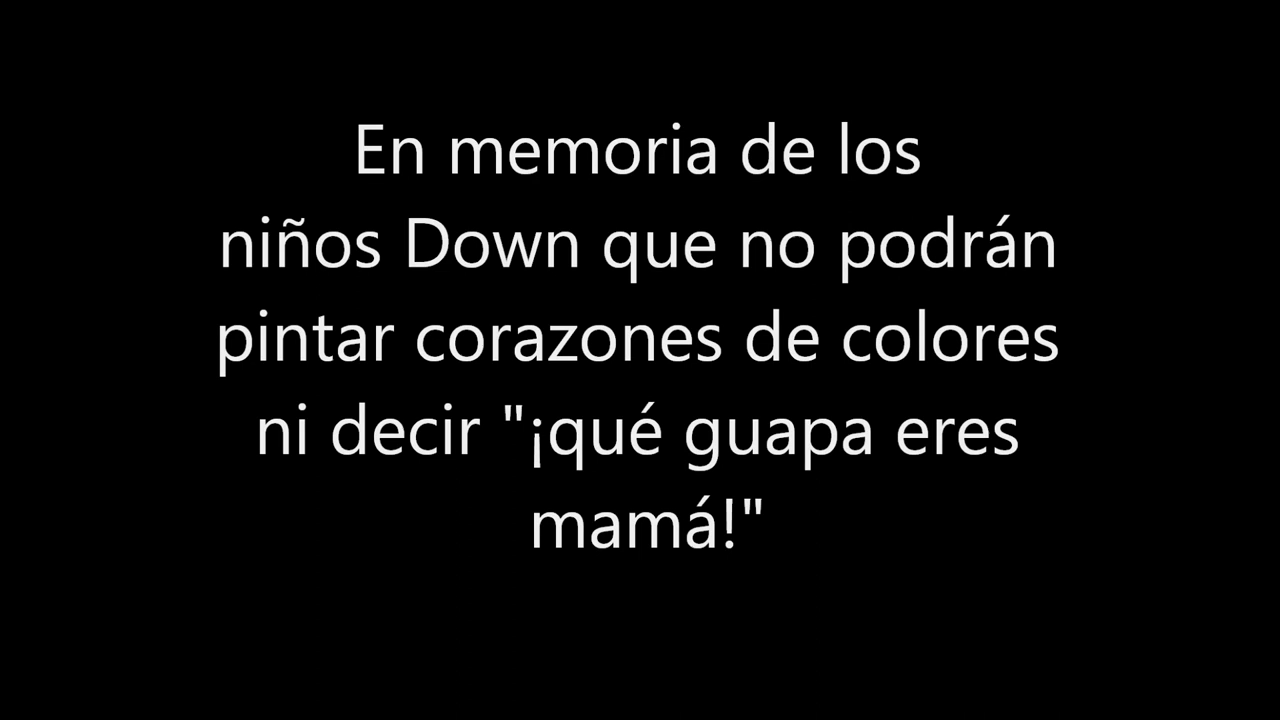 En memoria de los
niños Down que no podrán
pintar corazones de colores
ni decir "¡qué guapa eres
mamá!"